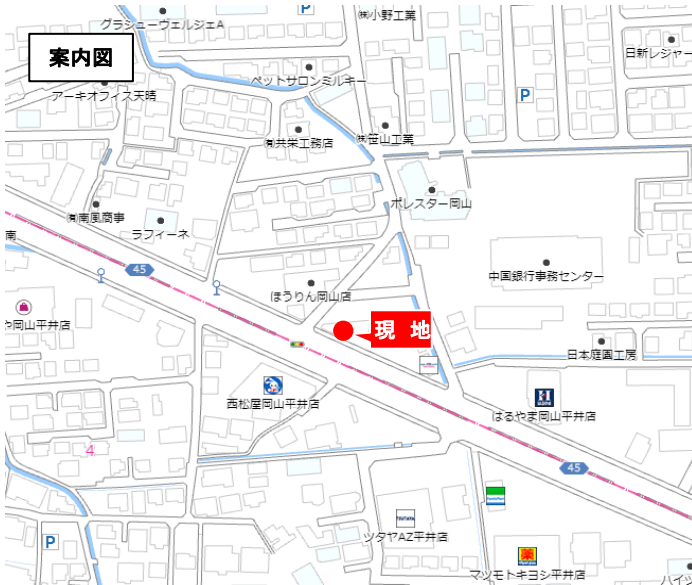 グラシューヴェルジェA
P
㈱小野工業
案内図
日新レジャー
ペットサロンミルキー
アーキオフィス天晴
P
㈲共栄工務店
㈱笹山工業
ポレスター岡山
㈲南風商事
ラフィーネ
南
45
中国銀行事務センター
ほうりん岡山店
や岡山平井店
現 地
日本庭園工房
西松屋岡山平井店
はるやま岡山平井店
4
45
P
ツタヤAZ平井店
薬
マツモトキヨシ平井店
ハイツ